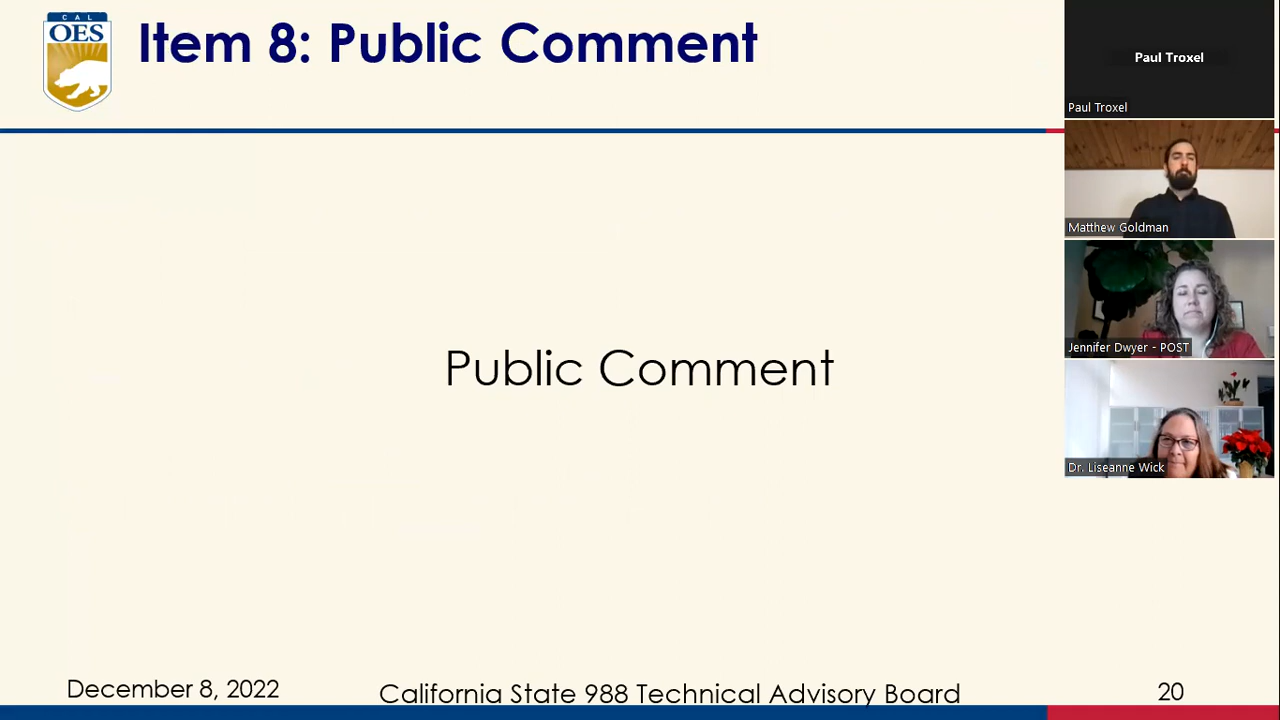 CAL
OES
Item 8: Public Comment
Paul Troxel
Paul Troxel
Matthew Goldman
Jennifer Dwyer - POST
Dr. Liseanne Wick
Public Comment
December 8, 2022
California State 988 Technical Advisory Board
20